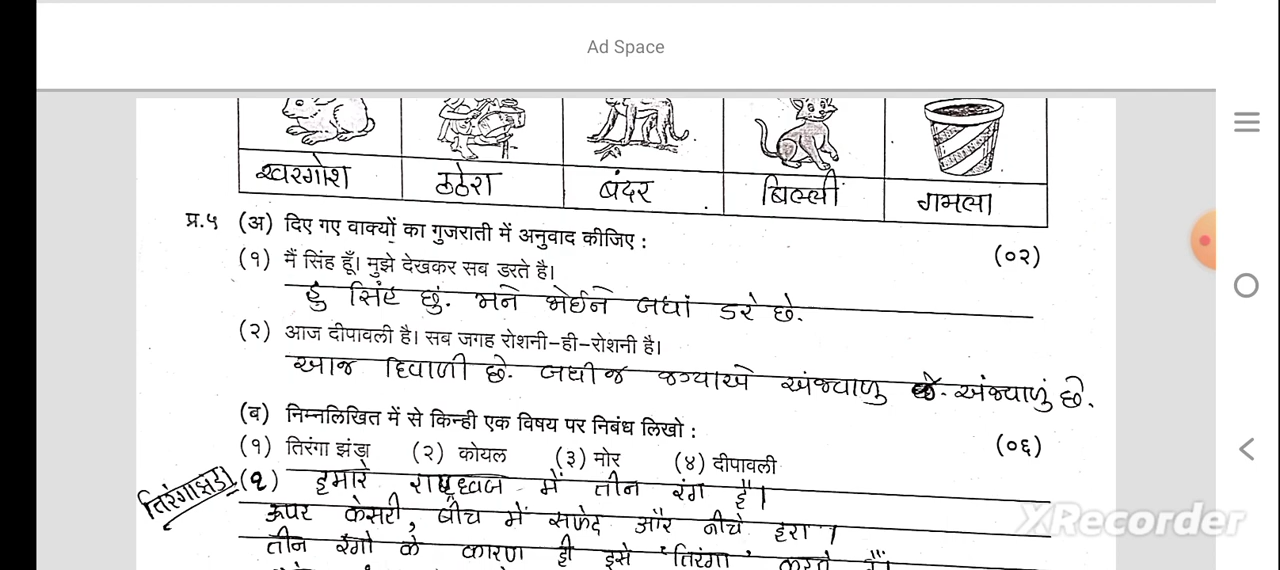 Ad Space
खरगोश ठठेरा बंदर बिल्ली गमला
प्र.५ (अ) दिए गए वाक्यों का गुजराती में अनुवाद कीजिए : (०२)
(१) मैं सिंह हूँ। मुझे देखकर सब डरते है।
હું સિંહ છું. મને જોઈને બધાં ડરે છે.
(२) आज दीपावली है। सब जगह रोशनी-ही-रोशनी है।
આજ દિવાળી છે. બધીજ જગ્યાએ અંજવાળુ અંજવાળું છે.
(ब) निम्नलिखित में से किन्ही एक विषय पर निबंध लिखो : (०६)
(१) तिरंगा झंडा (२) कोयल (३) मोर (४) दीपावली
तिरंगा झंडा (१) हमारे राष्ट्रध्वज में तीन रंग है।
ऊपर केसरी, बीच में सफेद और नीचे हरा।
तीन रंगो के कारण ही इसे 'तिरंगा' कहते हैं।
XRecorder